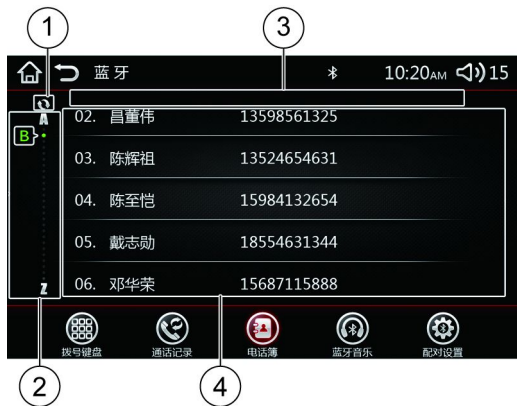 1
3
蓝牙 10:20AM 15
A
B
02. 昌董伟 13598561325
03. 陈辉祖 13524654631
04. 陈至恺 15984132654
05. 戴志勋 18554631344
Z
06. 邓华荣 15687115888
拨号键盘 通话记录 电话簿 蓝牙音乐 配对设置
2
4